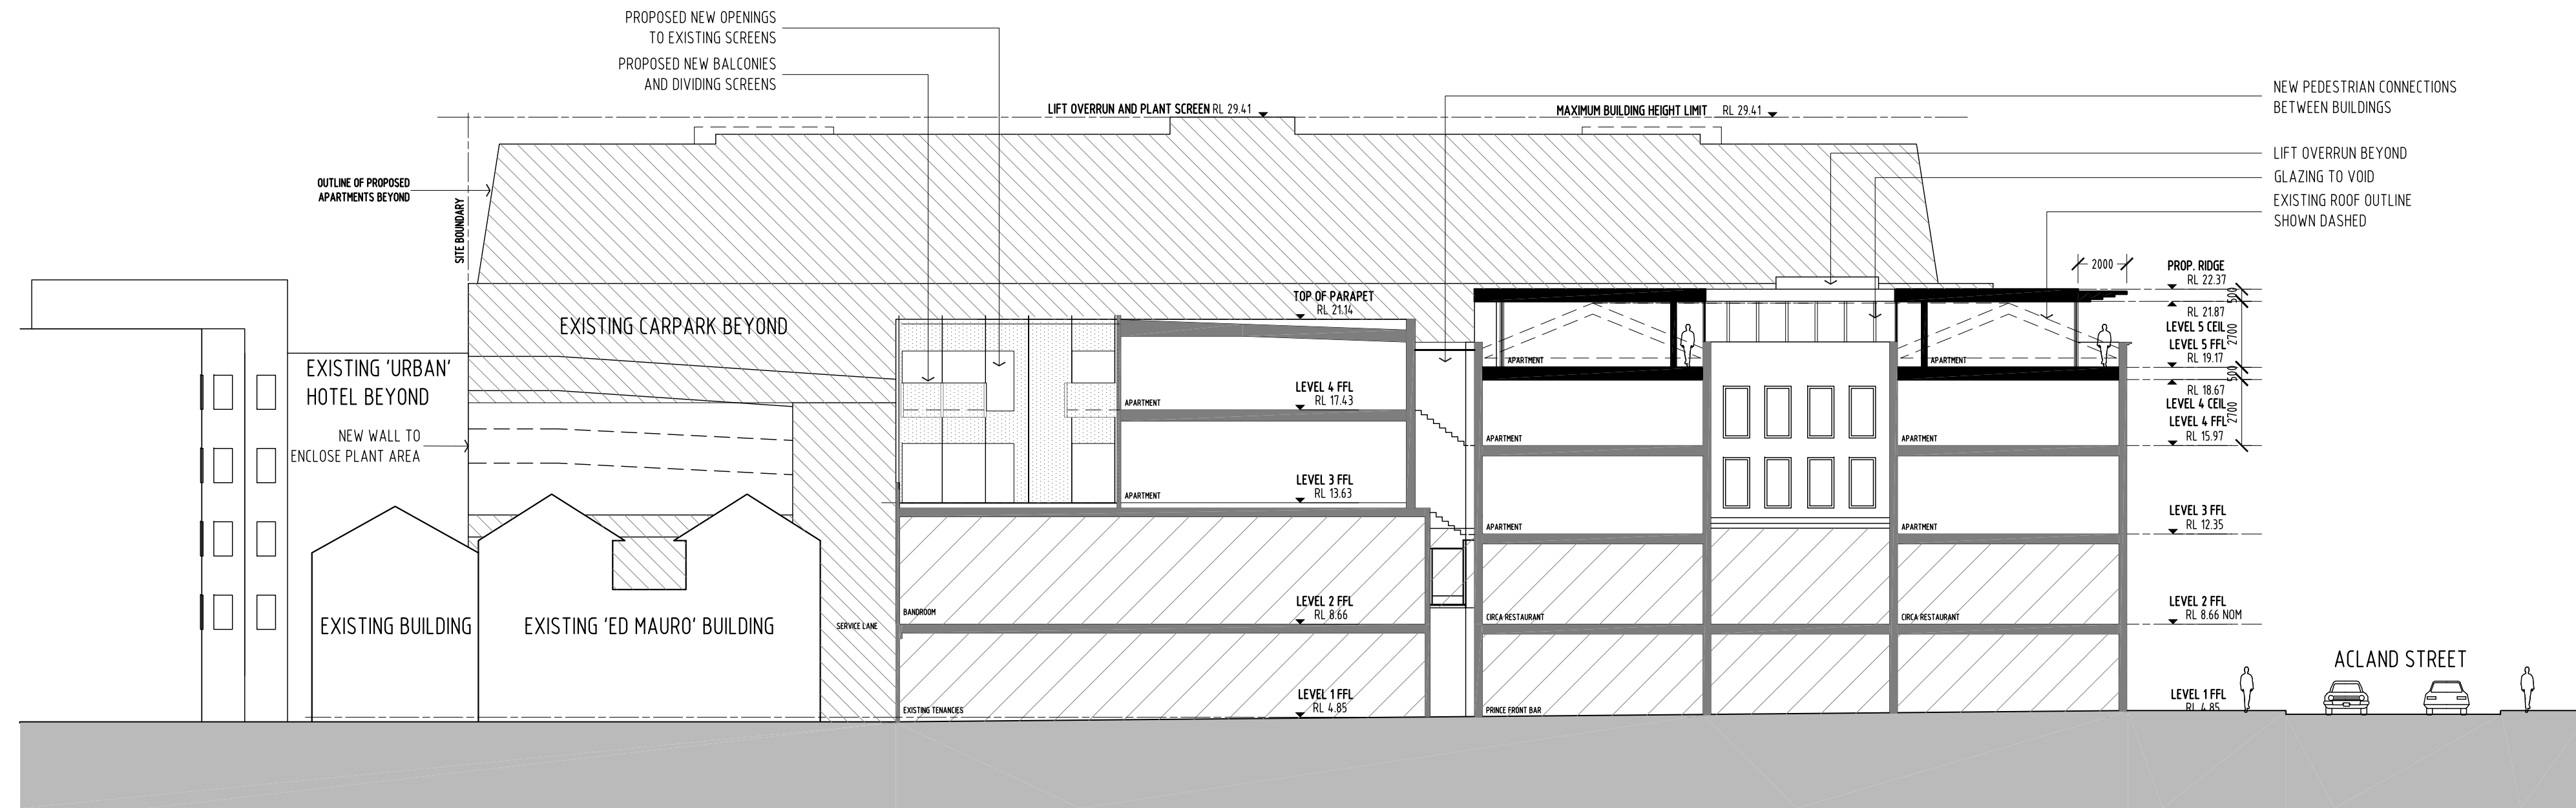 PROPOSED NEW OPENINGS
TO EXISTING SCREENS
PROPOSED NEW BALCONIES
AND DIVIDING SCREENS
LIFT OVERRUN AND PLANT SCREEN RL 29.41
MAXIMUM BUILDING HEIGHT LIMIT RL 29.41
NEW PEDESTRIAN CONNECTIONS
BETWEEN BUILDINGS
LIFT OVERRUN BEYOND
GLAZING TO VOID
EXISTING ROOF OUTLINE
SHOWN DASHED
OUTLINE OF PROPOSED
APARTMENTS BEYOND
SITE BOUNDARY
EXISTING CARPARK BEYOND
EXISTING 'URBAN'
HOTEL BEYOND
NEW WALL TO
ENCLOSE PLANT AREA
EXISTING BUILDING
EXISTING 'ED MAURO' BUILDING
SERVICE LANE
TOP OF PARAPET
RL 21.14
APARTMENT
LEVEL 4 FFL
RL 17.43
APARTMENT
LEVEL 3 FFL
RL 13.63
BANDROOM
LEVEL 2 FFL
RL 8.66
EXISTING TENANCIES
LEVEL 1 FFL
RL 4.85
APARTMENT
APARTMENT
APARTMENT
APARTMENT
APARTMENT
APARTMENT
CIRCA RESTAURANT
CIRCA RESTAURANT
PRINCE FRONT BAR
2000
PROP. RIDGE
RL 22.37
500
RL 21.87
LEVEL 5 CEIL
2700
LEVEL 5 FFL
RL 19.17
500
RL 18.67
LEVEL 4 CEIL
2700
LEVEL 4 FFL
RL 15.97
LEVEL 3 FFL
RL 12.35
LEVEL 2 FFL
RL 8.66 NOM
LEVEL 1 FFL
RL 4.85
ACLAND STREET